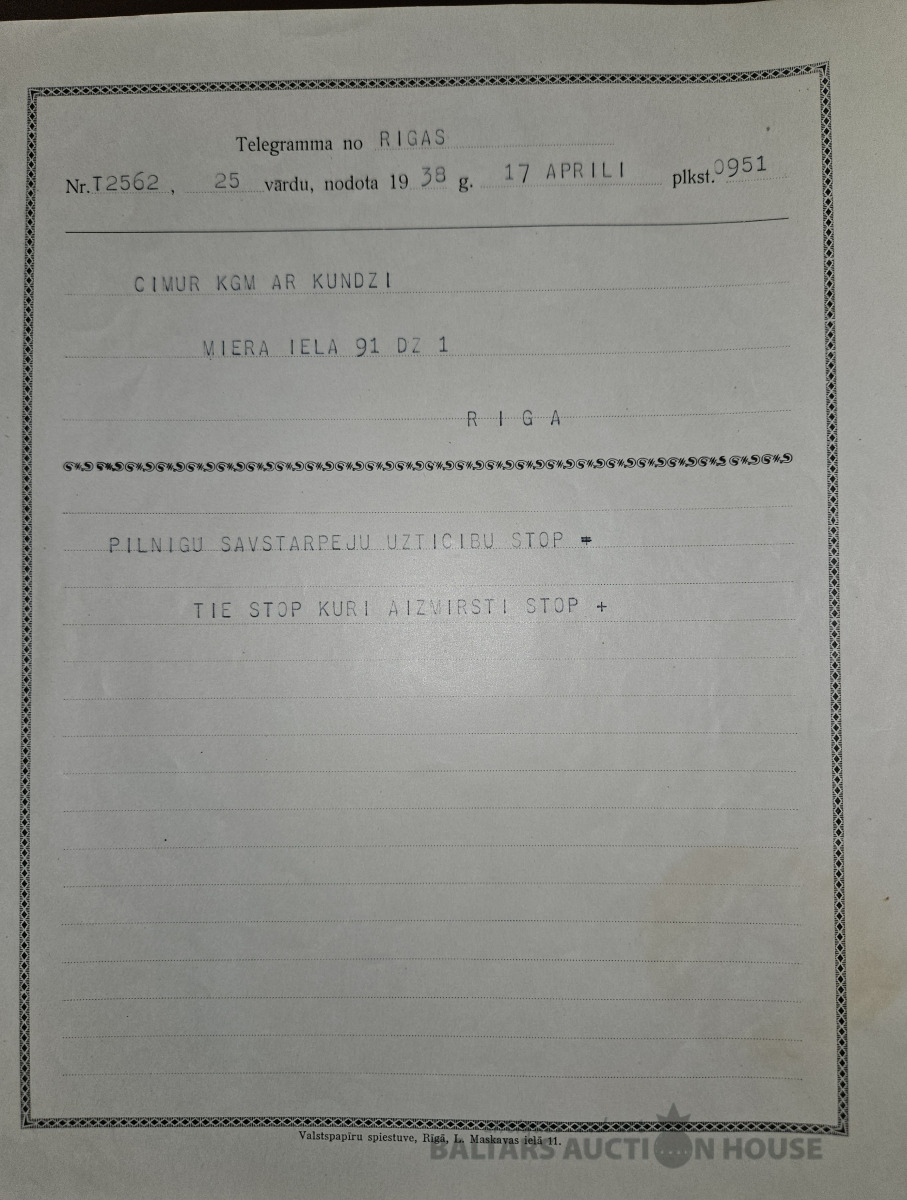 Telegramma no RIGAS
Nr. T2562, 25 vārdu, nodota 1938 g. 17 APRILI plkst. 0951
CIMUR KGM AR KUNDZI
MIERA IELA 91 DZ 1
R I G A
PILNIGU SAVSTARPEJU UZTICIBU STOP =
TIE STOP KURI AIZMIRSTI STOP +
Valstspapīru spiestuve, Rīgā, L. Maskavas ielā 11.
BALTARS AUCTION HOUSE